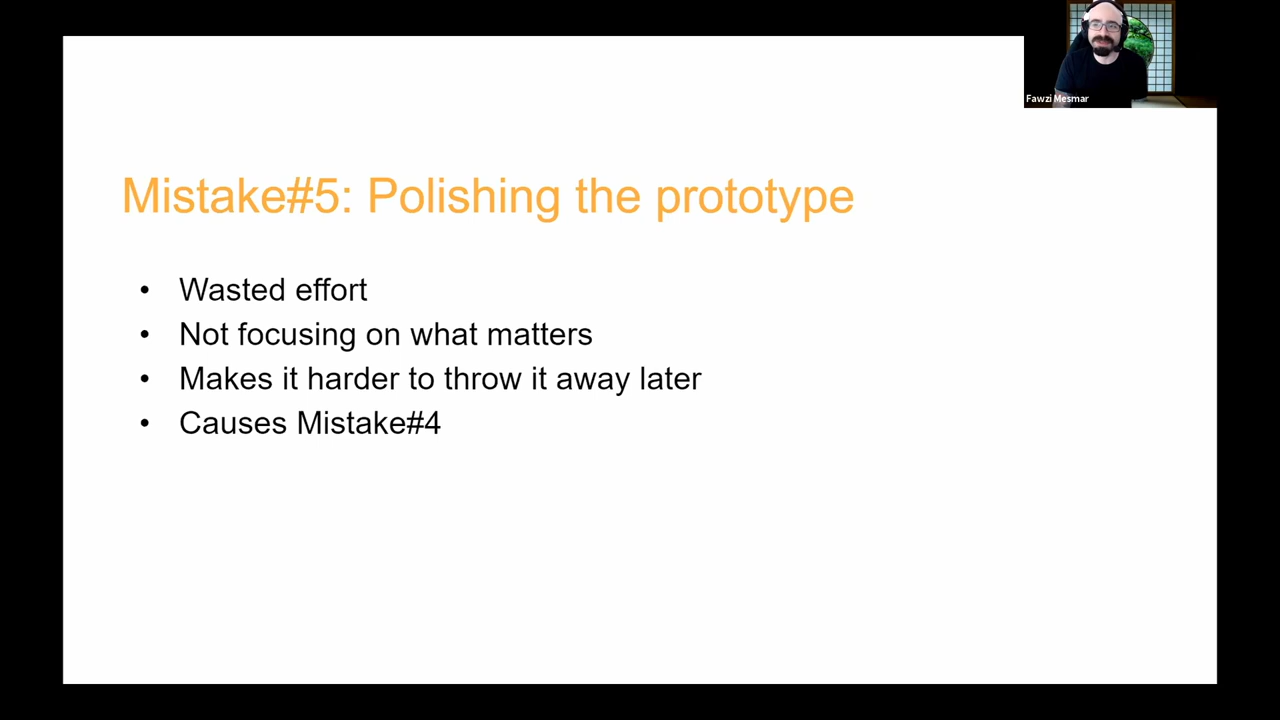 Fawzi Mesmar
Mistake#5: Polishing the prototype
• Wasted effort
• Not focusing on what matters
• Makes it harder to throw it away later
• Causes Mistake#4